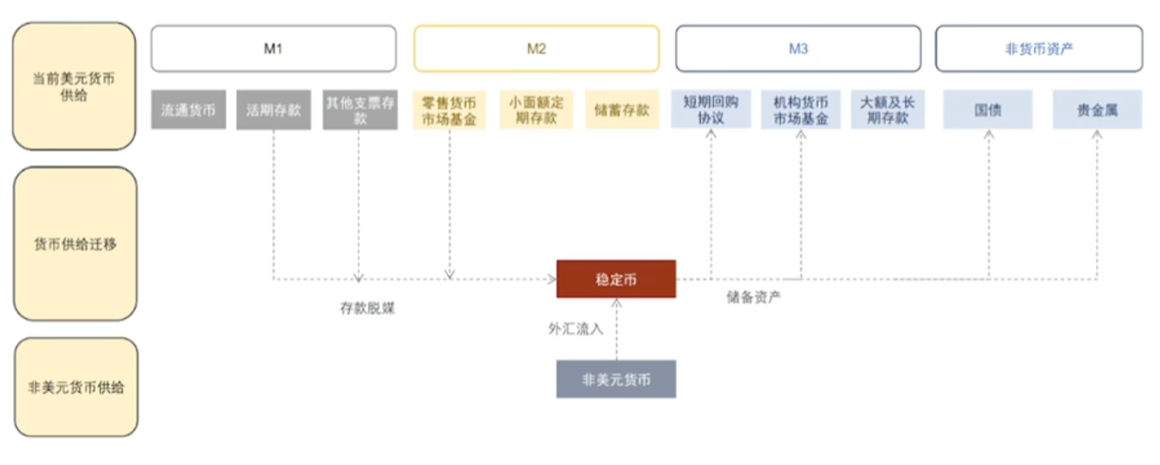 当前美元货币
供给
M1
M2
M3
非货币资产
流通货币
活期存款
其他支票存
款
零售货币
市场基金
小面额定
期存款
储蓄存款
短期回购
协议
机构货币
市场基金
大额及长
期存款
国债
贵金属
货币供给迁移
稳定币
存款脱媒
储备资产
外汇流入
非美元货币供给
非美元货币